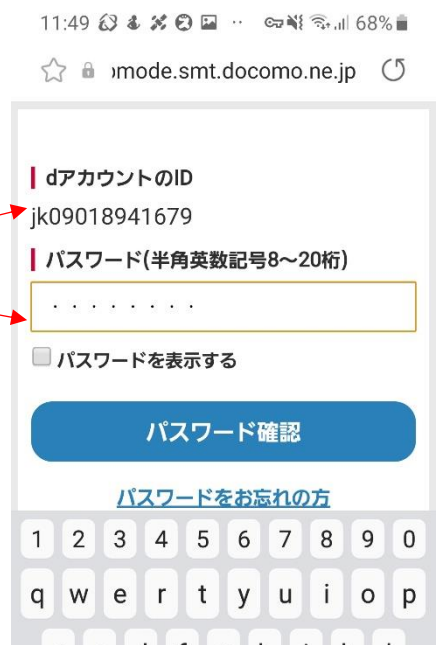 11:49 68%
omode.smt.docomo.ne.jp
dアカウントのID
jk09018941679
パスワード(半角英数記号8〜20桁)
........
パスワードを表示する
パスワード確認
パスワードをお忘れの方
1 2 3 4 5 6 7 8 9 0
q w e r t y u i o p